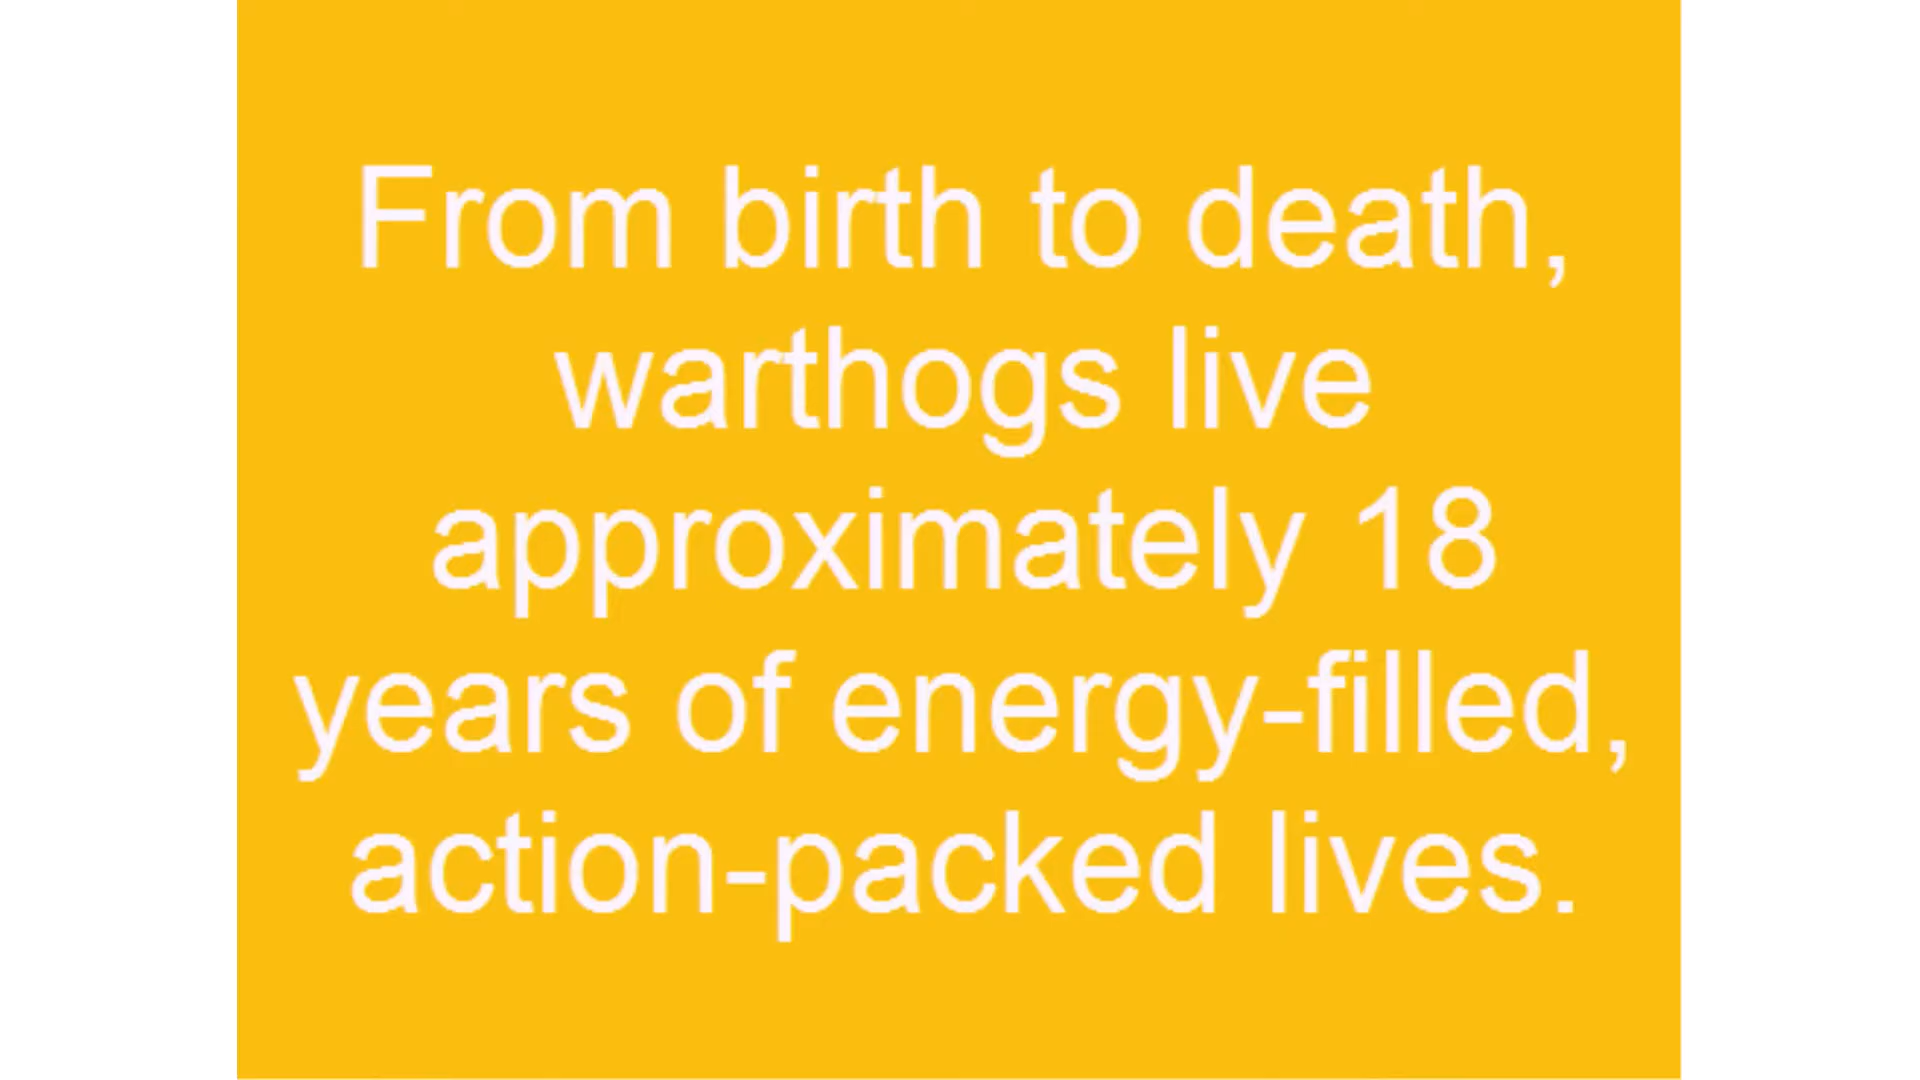 From birth to death,
warthogs live
approximately 18
years of energy-filled,
action-packed lives.